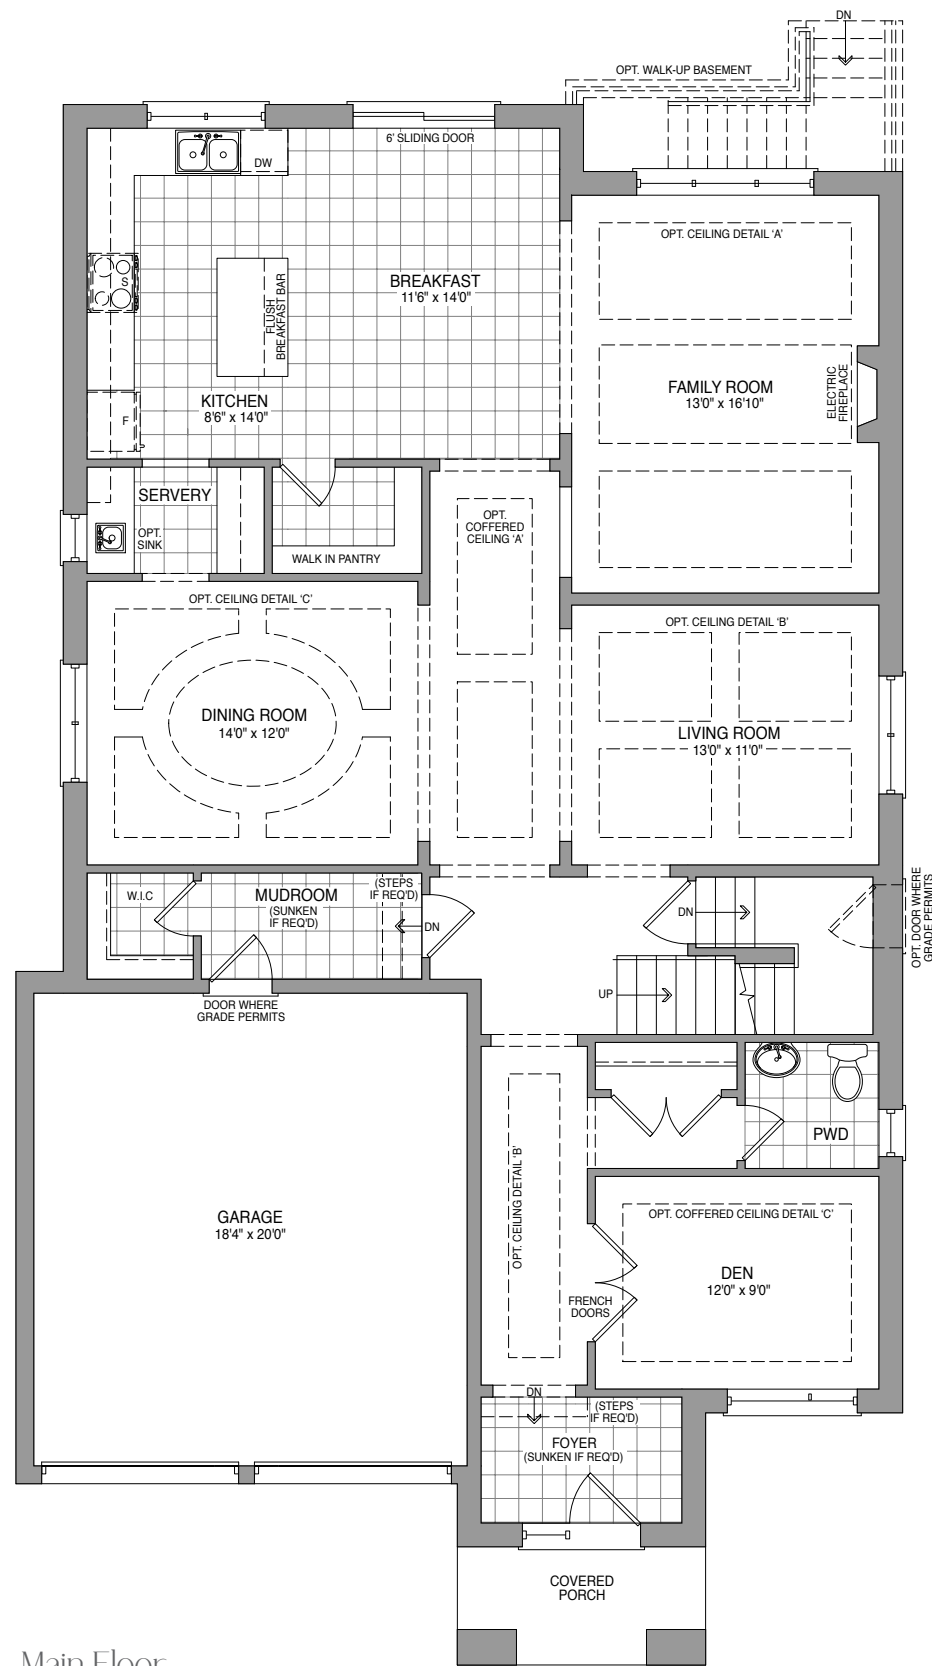 DN
OPT. WALK-UP BASEMENT
6' SLIDING DOOR
DW
OPT. CEILING DETAIL 'A'
S
BREAKFAST
11'6" x 14'0"
FLUSH
BREAKFAST BAR
FAMILY ROOM
13'0" x 16'10"
ELECTRIC
FIREPLACE
KITCHEN
8'6" x 14'0"
F
SERVERY
OPT.
SINK
WALK IN PANTRY
OPT.
COFFERED
CEILING 'A'
OPT. CEILING DETAIL 'C'
OPT. CEILING DETAIL 'B'
DINING ROOM
14'0" x 12'0"
LIVING ROOM
13'0" x 11'0"
W.I.C
MUDROOM
(SUNKEN
IF REQ'D)
(STEPS
IF REQ'D)
DN
DN
OPT. DOOR WHERE
GRADE PERMITS
UP
DOOR WHERE
GRADE PERMITS
PWD
OPT. CEILING DETAIL 'B'
GARAGE
18'4" x 20'0"
OPT. COFFERED CEILING DETAIL 'C'
DEN
12'0" x 9'0"
FRENCH
DOORS
DN
(STEPS
IF REQ'D)
FOYER
(SUNKEN IF REQ'D)
COVERED
PORCH
Main Floor